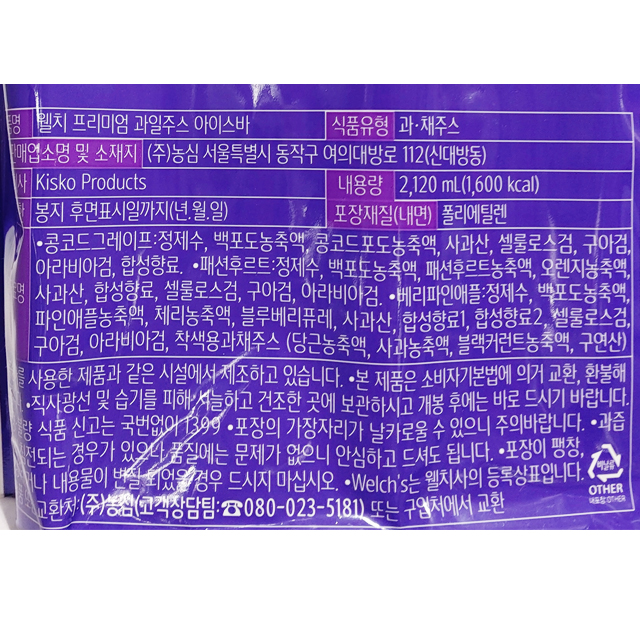 품명 웰치 프리미엄 과일주스 아이스바 식품유형 과·채주스
판매업소명 및 소재지 (주)농심 서울특별시 동작구 여의대방로 112(신대방동)
사 Kisko Products 내용량 2,120 mL(1,600 kcal)
봉지 후면표시일까지(년.월.일) 포장재질(내면) 폴리에틸렌
•콩코드그레이프:정제수, 백포도농축액, 콩코드포도농축액, 사과산, 셀룰로스검, 구아검,
아라비아검, 합성향료. •패션후르트:정제수, 백포도농축액, 패션후르트농축액, 오렌지농축액,
명 사과산, 합성향료, 셀룰로스검, 구아검, 아라비아검. •베리파인애플:정제수, 백포도농축액,
파인애플농축액, 체리농축액, 블루베리퓨레, 사과산, 합성향료1, 합성향료2, 셀룰로스검,
구아검, 아라비아검, 착색용과채주스 (당근농축액, 사과농축액, 블랙커런트농축액, 구연산)
를 사용한 제품과 같은 시설에서 제조하고 있습니다. •본 제품은 소비자기본법에 의거 교환, 환불해
•직사광선 및 습기를 피해 서늘하고 건조한 곳에 보관하시고 개봉 후에는 바로 드시기 바랍니다.
량 식품 신고는 국번없이 1399 •포장의 가장자리가 날카로울 수 있으니 주의바랍니다. •과즙
전되는 경우가 있으나 품질에는 문제가 없으니 안심하고 드셔도 됩니다. •포장이 팽창,
나 내용물이 변질 되었을 경우 드시지 마십시오. •Welch's는 웰치사의 등록상표입니다.
교환처:(주)농심(고객상담팀:☎080-023-5181) 또는 구입처에서 교환
비닐류
OTHER